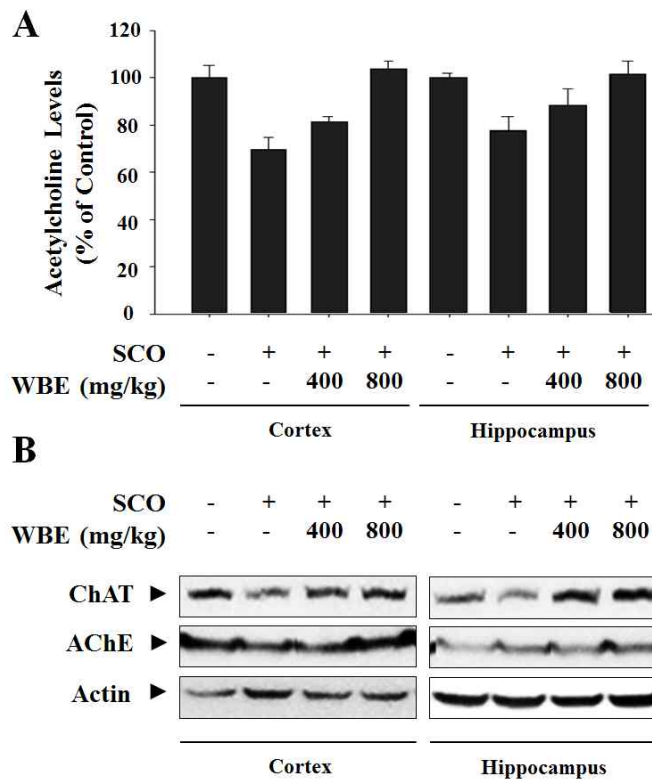 A
Acetylcholine Levels
(% of Control)
120
100
80
60
40
20
0
SCO - + + + - + + +
WBE (mg/kg) - - 400 800 - - 400 800
Cortex Hippocampus
B
SCO - + + + - + + +
WBE (mg/kg) - - 400 800 - - 400 800
ChAT
AChE
Actin
Cortex Hippocampus